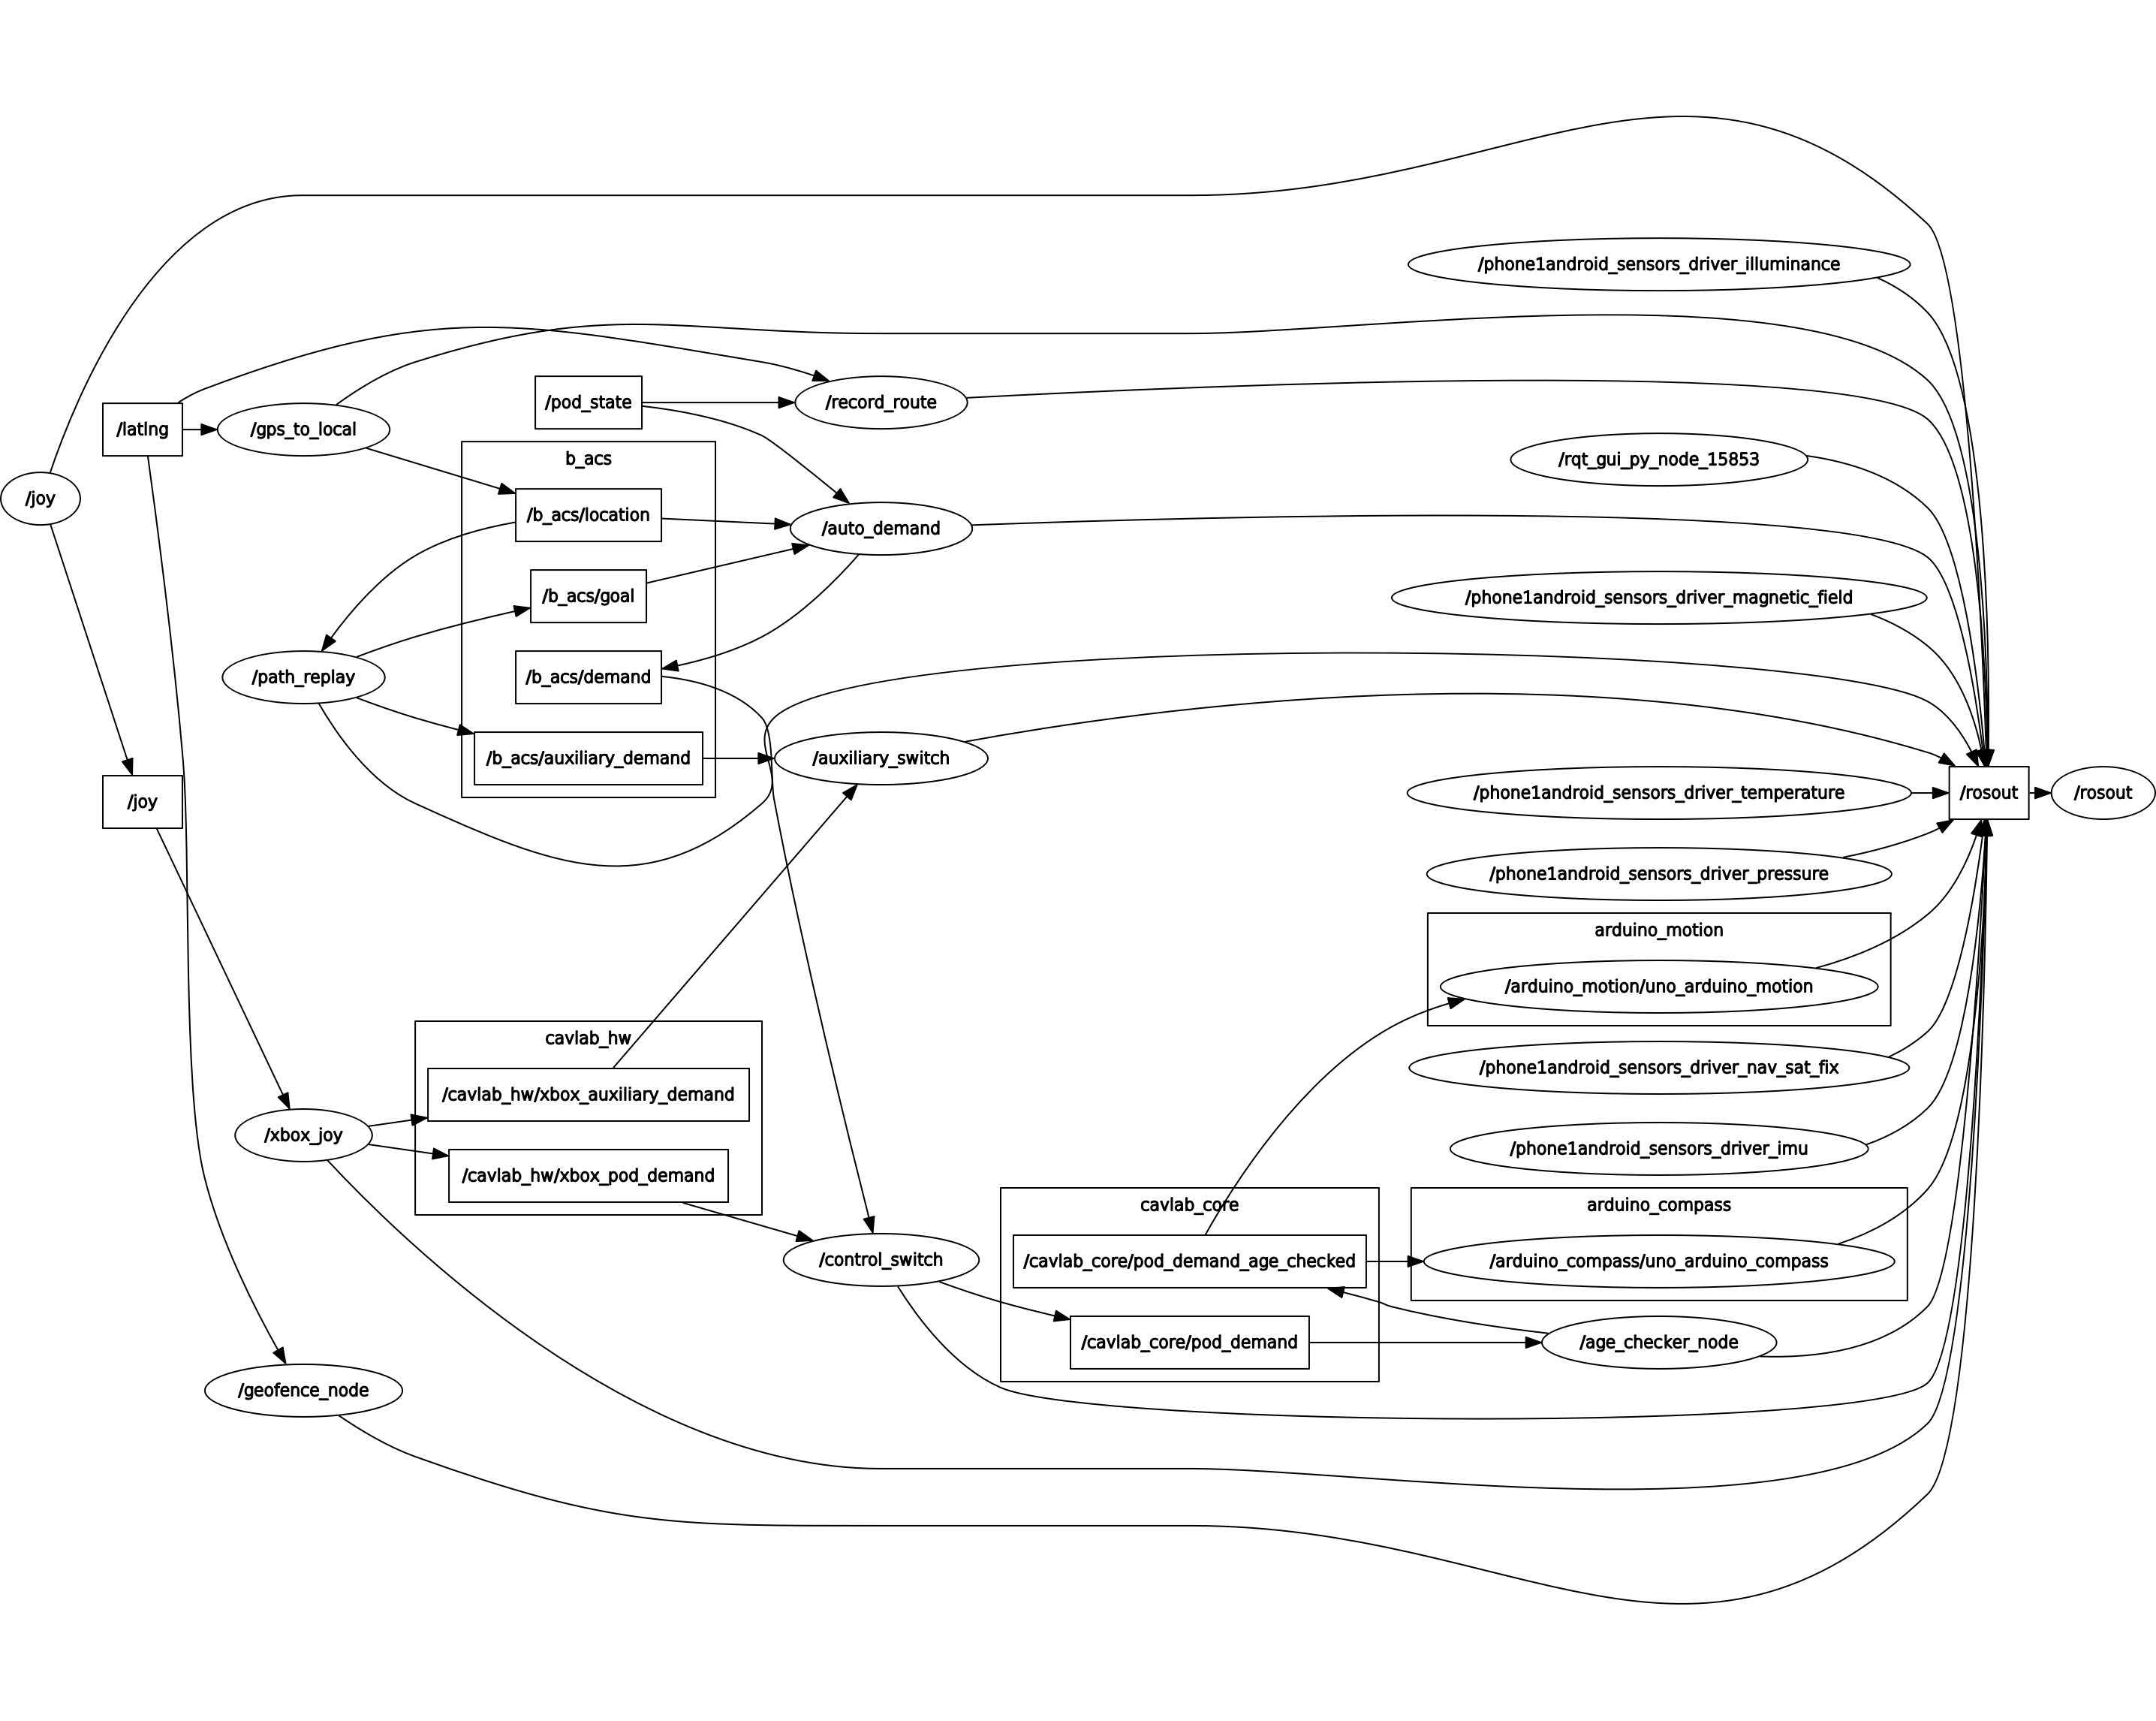 /phone1android_sensors_driver_illuminance
/pod_state
/record_route
/latlng
/gps_to_local
b_acs
/rqt_gui_py_node_15853
/joy
/b_acs/location
/auto_demand
/b_acs/goal
/phone1android_sensors_driver_magnetic_field
/path_replay
/b_acs/demand
/b_acs/auxiliary_demand
/auxiliary_switch
/phone1android_sensors_driver_temperature
/rosout
/rosout
/joy
/phone1android_sensors_driver_pressure
arduino_motion
/arduino_motion/uno_arduino_motion
cavlab_hw
/phone1android_sensors_driver_nav_sat_fix
/cavlab_hw/xbox_auxiliary_demand
/xbox_joy
/phone1android_sensors_driver_imu
/cavlab_hw/xbox_pod_demand
cavlab_core
arduino_compass
/control_switch
/cavlab_core/pod_demand_age_checked
/arduino_compass/uno_arduino_compass
/cavlab_core/pod_demand
/age_checker_node
/geofence_node